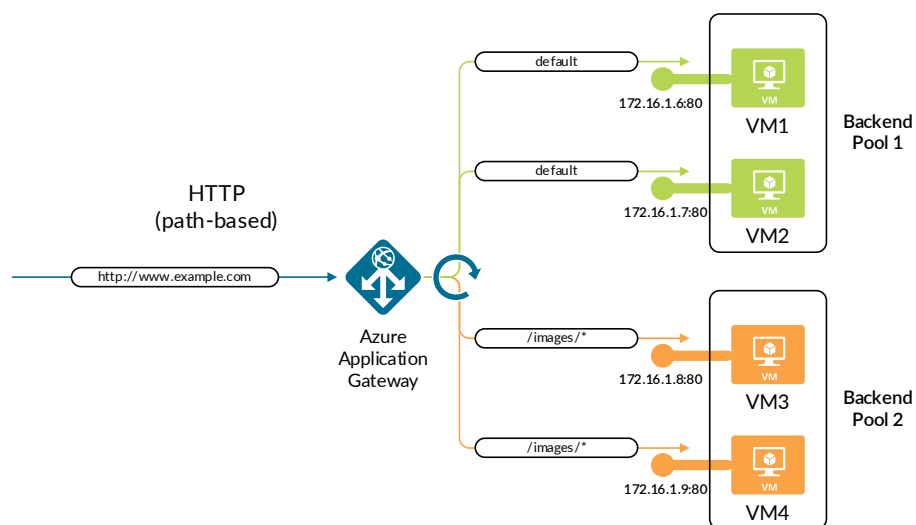 HTTP
(path-based)
http://www.example.com
Azure
Application
Gateway
default
172.16.1.6:80
VM
VM1
default
172.16.1.7:80
VM
VM2
Backend
Pool 1
/images/*
172.16.1.8:80
VM
VM3
/images/*
172.16.1.9:80
VM
VM4
Backend
Pool 2